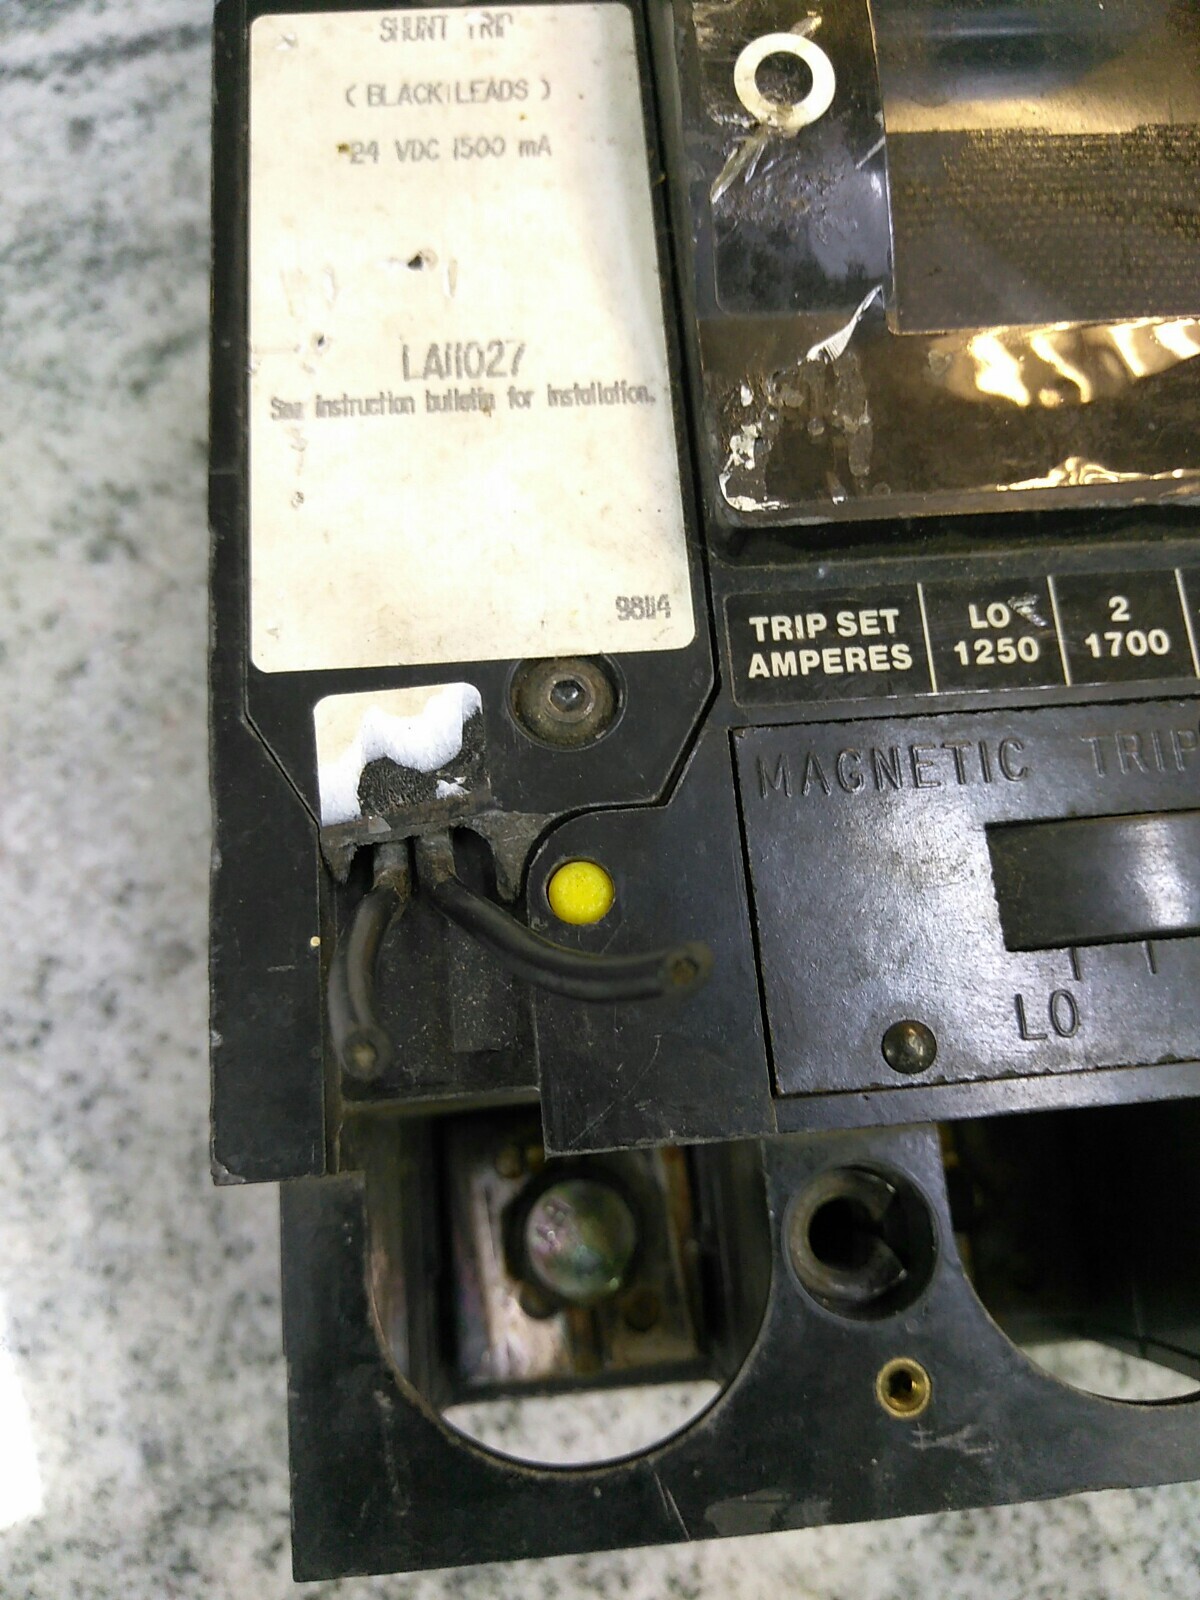 SHUNT TRIP
( BLACK LEADS )
24 VDC 1500 mA
LA11027
See instruction bulletin for installation.
98114
TRIP SET AMPERES
LO 1250
2 1700
MAGNETIC TRIP
LO